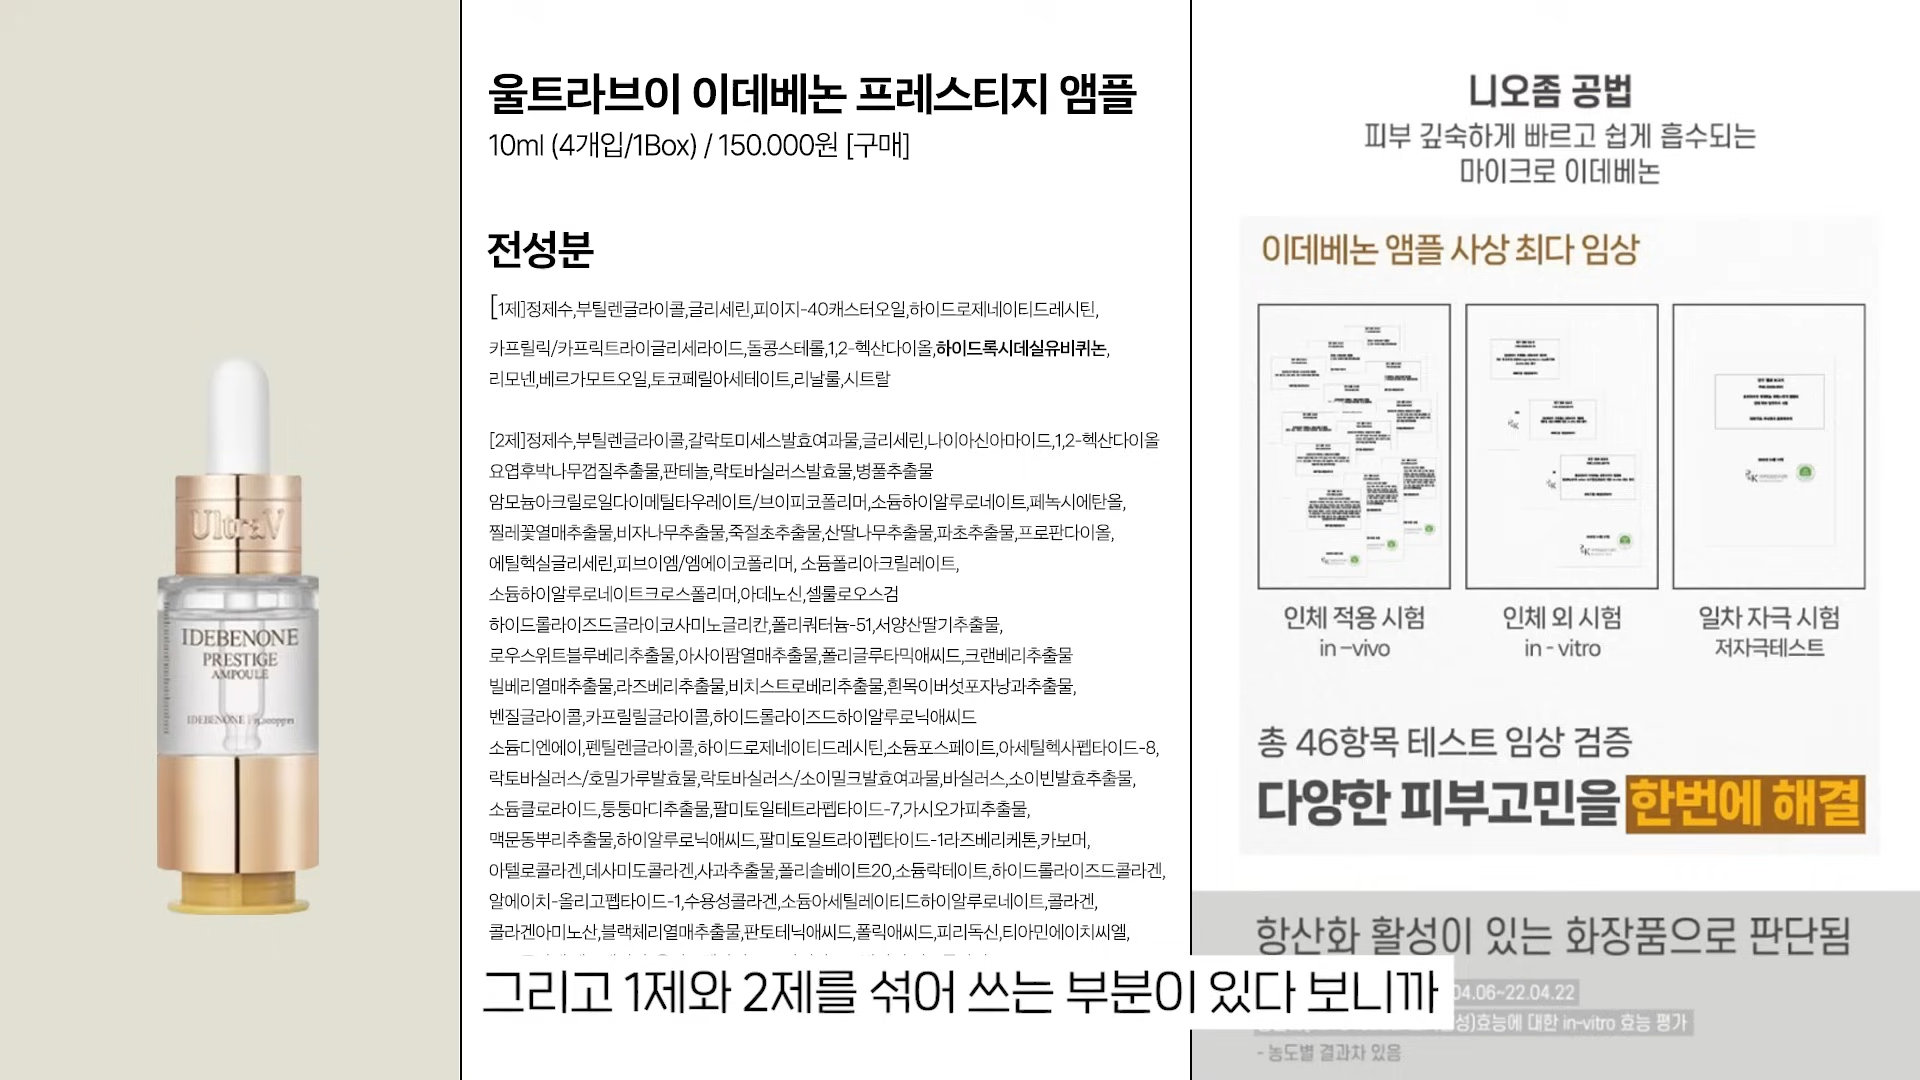 UltraV
IDEBENONE
PRESTIGE
AMPOULE
울트라브이 이데베논 프레스티지 앰플
10ml (4개입/1Box) / 150.000원 [구매]
전성분
[1제]정제수,부틸렌글라이콜,글리세린,피이지-40캐스터오일,하이드로제네이티드레시틴,
카프릴릭/카프릭트라이글리세라이드,돌콩스테롤,1,2-헥산다이올,하이드록시데실유비퀴논,
리모넨,베르가모트오일,토코페릴아세테이트,리날룰,시트랄
[2제]정제수,부틸렌글라이콜,갈락토미세스발효여과물,글리세린,나이아신아마이드,1,2-헥산다이올
요엽후박나무껍질추출물,판테놀,락토바실러스발효물,병풀추출물
암모늄아크릴로일다이메틸타우레이트/브이피코폴리머,소듐하이알루로네이트,페녹시에탄올,
찔레꽃열매추출물,비자나무추출물,죽절초추출물,산딸나무추출물,파초추출물,프로판다이올,
에틸헥실글리세린,피브이엠/엠에이코폴리머, 소듐폴리아크릴레이트,
소듐하이알루로네이트크로스폴리머,아데노신,셀룰로오스검
하이드롤라이즈드글라이코사미노글리칸,폴리쿼터늄-51,서양산딸기추출물,
로우스위트블루베리추출물,아사이팜열매추출물,폴리글루타믹애씨드,크랜베리추출물
빌베리열매추출물,라즈베리추출물,비치스트로베리추출물,흰목이버섯포자낭과추출물,
벤질글라이콜,카프릴릴글라이콜,하이드롤라이즈드하이알루로닉애씨드
소듐디엔에이,펜틸렌글라이콜,하이드로제네이티드레시틴,소듐포스페이트,아세틸헥사펩타이드-8,
락토바실러스/호밀가루발효물,락토바실러스/소이밀크발효여과물,바실러스,소이빈발효추출물,
소듐클로라이드,퉁퉁마디추출물,팔미토일테트라펩타이드-7,가시오가피추출물,
맥문동뿌리추출물,하이알루로닉애씨드,팔미토일트라이펩타이드-1라즈베리케톤,카보머,
아텔로콜라겐,데사미도콜라겐,사과추출물,폴리솔베이트20,소듐락테이트,하이드롤라이즈드콜라겐,
알에이치-올리고펩타이드-1,수용성콜라겐,소듐아세틸레이티드하이알루로네이트,콜라겐,
콜라겐아미노산,블랙체리열매추출물,판토테닉애씨드,폴릭애씨드,피리독신,티아민에이치씨엘,
그리고 1제와 2제를 섞어 쓰는 부분이 있다 보니까
니오좀 공법
피부 깊숙하게 빠르고 쉽게 흡수되는
마이크로 이데베논
이데베논 앰플 사상 최다 임상
인체 적용 시험
in -vivo
인체 외 시험
in - vitro
일차 자극 시험
저자극테스트
총 46항목 테스트 임상 검증
다양한 피부고민을 한번에 해결
항산화 활성이 있는 화장품으로 판단됨
04.06~22.04.22
성)효능에 대한 in-vitro 효능 평가
- 농도별 결과차 있음